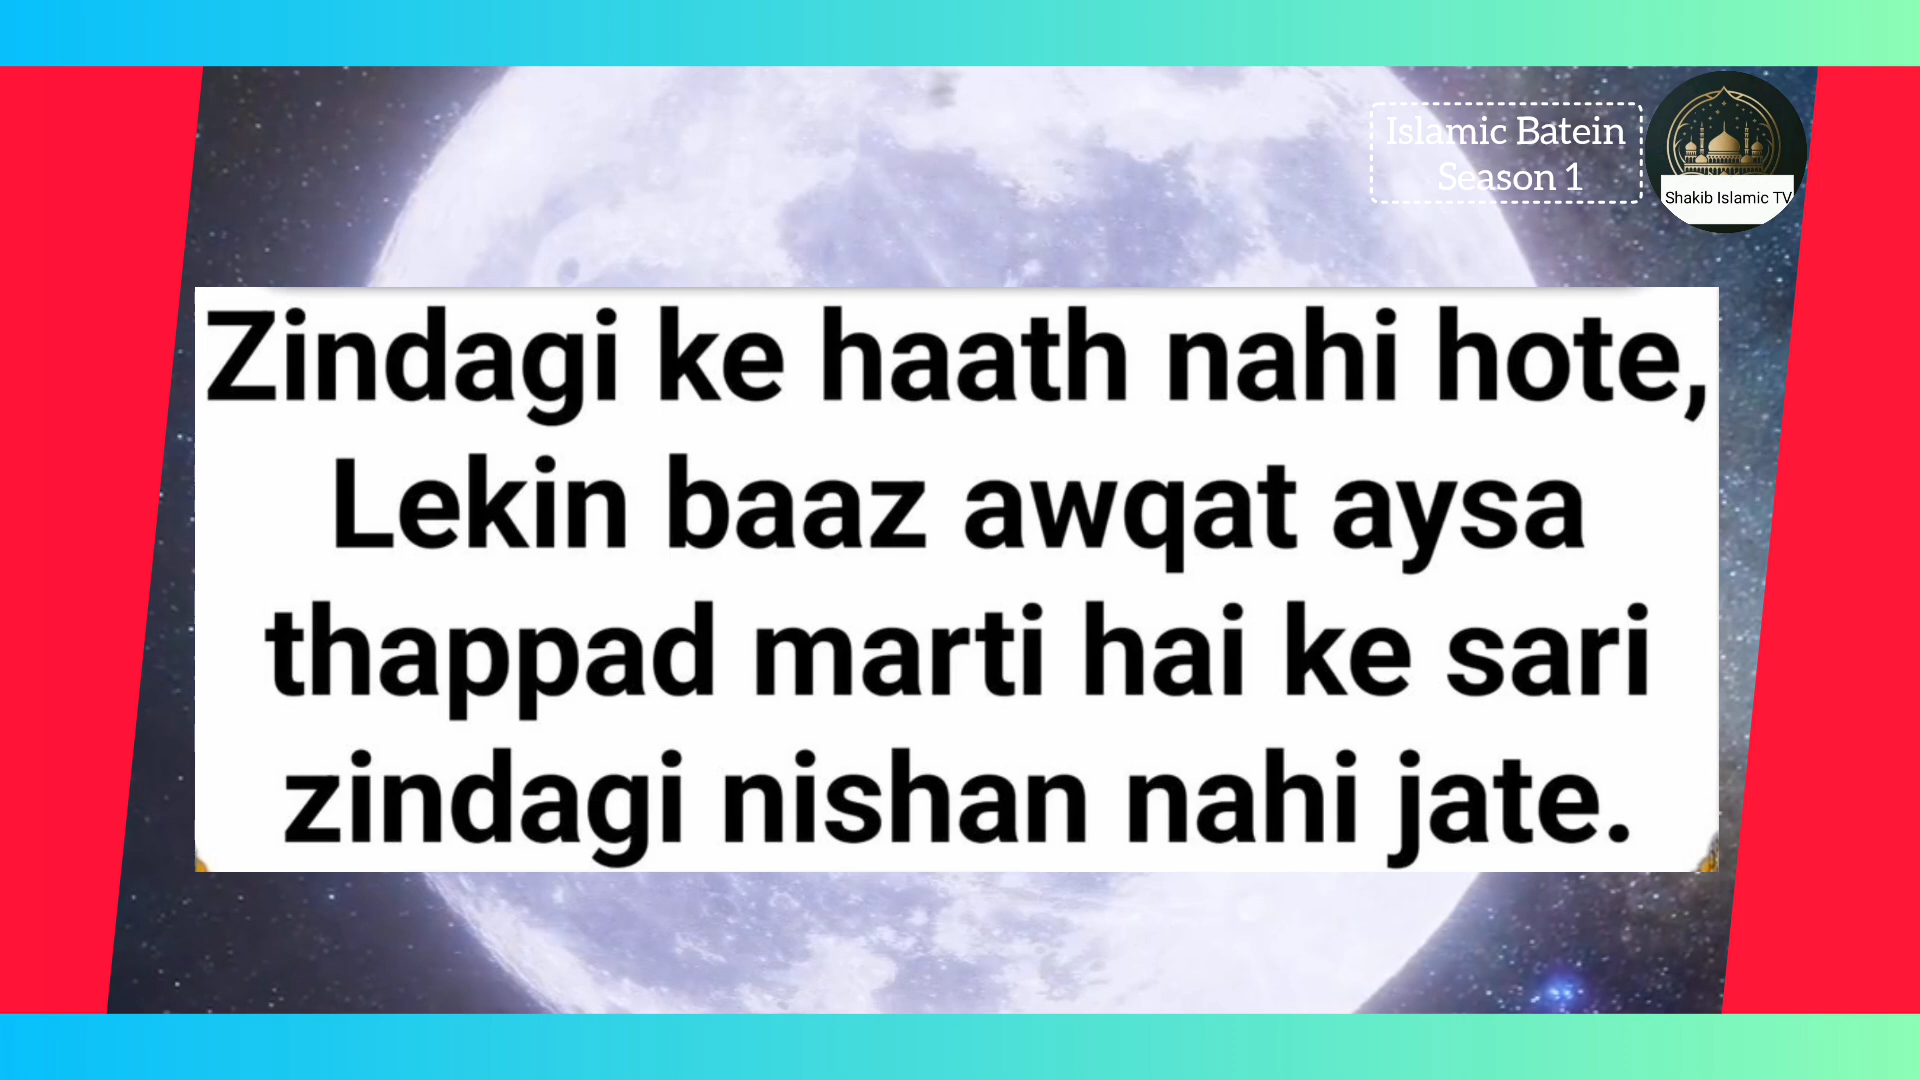 Islamic Batein
Season 1
Shakib Islamic TV
Zindagi ke haath nahi hote,
Lekin baaz awqat aysa
thappad marti hai ke sari
zindagi nishan nahi jate.